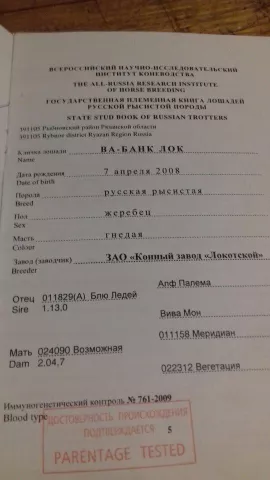 ВСЕРОССИЙСКИЙ НАУЧНО-ИССЛЕДОВАТЕЛЬСКИЙ
ИНСТИТУТ КОНЕВОДСТВА
THE ALL-RUSSIA RESEARCH INSTITUTE
OF HORSE BREEDING
ГОСУДАРСТВЕННАЯ ПЛЕМЕННАЯ КНИГА ЛОШАДЕЙ
РУССКОЙ РЫСИСТОЙ ПОРОДЫ
STATE STUD BOOK OF RUSSIAN TROTTERS
391105 Рыбновский район Рязанской области
391105 Rybnov district Ryazan Region Russia
Кличка лошади ВА-БАНК ЛОК
Name
Дата рождения 7 апреля 2008
Date of birth
Порода русская рысистая
Breed
Пол жеребец
Sex
Масть гнедая
Colour
Завод (заводчик) ЗАО «Конный завод «Локотской»
Breeder
Алф Палема
Отец 011829(А) Блю Ледей
Sire 1.13,0
Вива Мон
011158 Меридиан
Мать 024090 Возможная
Dam 2.04,7
022312 Вегетация
Иммуногенетический контроль № 761-2009
Blood type
ДОСТОВЕРНОСТЬ ПРОИСХОЖДЕНИЯ
ПОДТВЕРЖДАЕТСЯ
5
PARENTAGE TESTED